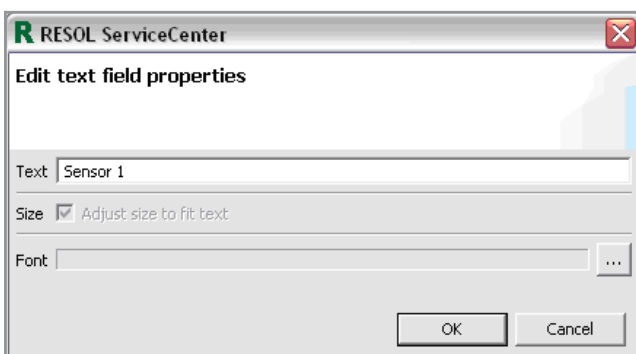 R RESOL ServiceCenter
Edit text field properties
Text Sensor 1
Size Adjust size to fit text
Font ...
OK Cancel